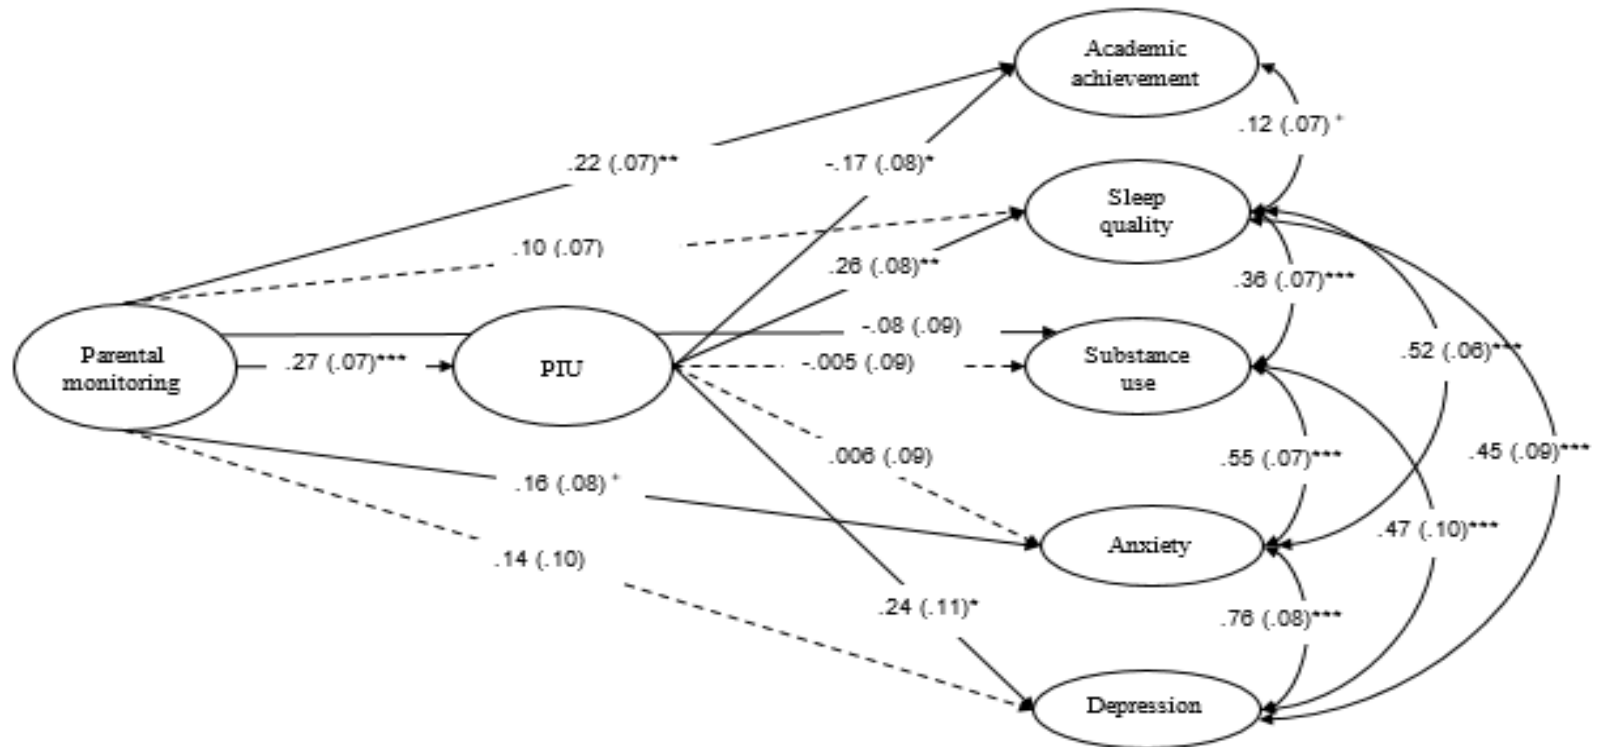 Academic
achievement
.12 (.07) +
.22 (.07)**
-.17 (.08)*
Sleep
quality
.10 (.07)
.26 (.08)**
.36 (.07)***
-.08 (.09)
Parental
monitoring
.27 (.07)***
PIU
-.005 (.09)
Substance
use
.52 (.06)***
.006 (.09)
.55 (.07)***
.45 (.09)***
.16 (.08) +
.47 (.10)***
Anxiety
.14 (.10)
.24 (.11)*
.76 (.08)***
Depression